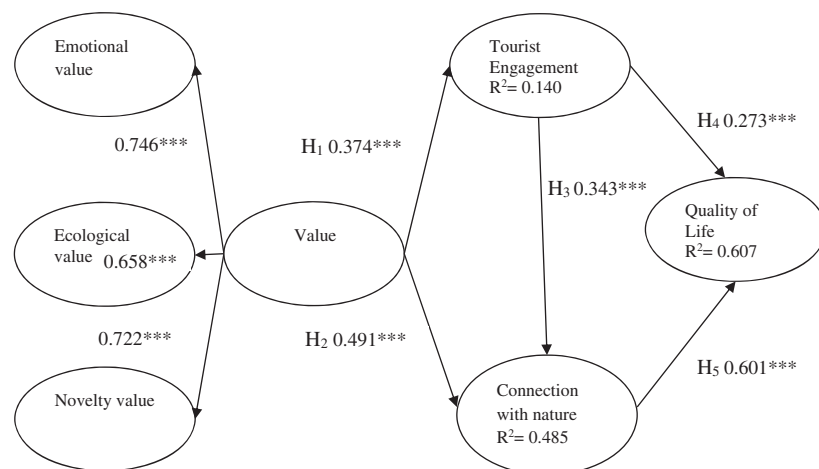 Emotional
value
0.746***
Ecological
value 0.658***
0.722***
Novelty value
Value
H₁ 0.374***
H₂ 0.491***
Tourist
Engagement
R²= 0.140
H₃ 0.343***
Connection
with nature
R²= 0.485
H₄ 0.273***
Quality of
Life
R²= 0.607
H₅ 0.601***